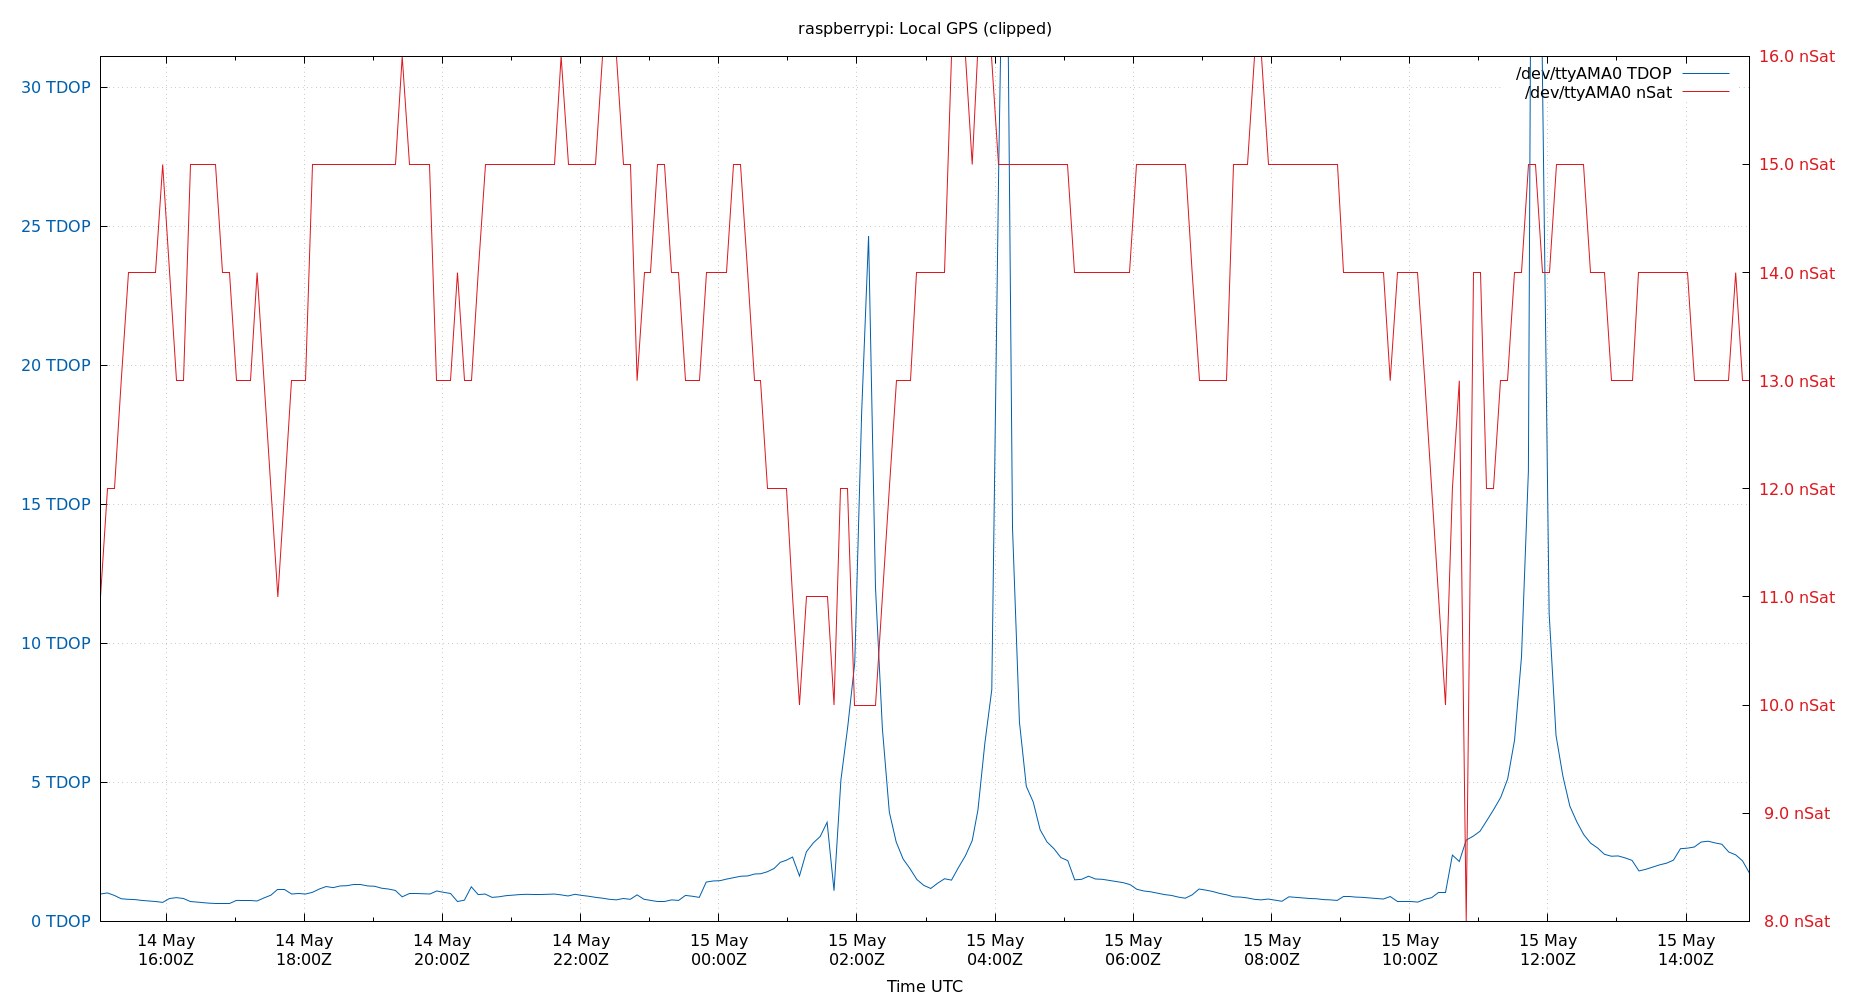 raspberrypi: Local GPS (clipped)
/dev/ttyAMA0 TDOP
/dev/ttyAMA0 nSat
30 TDOP
25 TDOP
20 TDOP
15 TDOP
10 TDOP
5 TDOP
0 TDOP
16.0 nSat
15.0 nSat
14.0 nSat
13.0 nSat
12.0 nSat
11.0 nSat
10.0 nSat
9.0 nSat
8.0 nSat
14 May
16:00Z
14 May
18:00Z
14 May
20:00Z
14 May
22:00Z
15 May
00:00Z
15 May
02:00Z
15 May
04:00Z
15 May
06:00Z
15 May
08:00Z
15 May
10:00Z
15 May
12:00Z
15 May
14:00Z
Time UTC